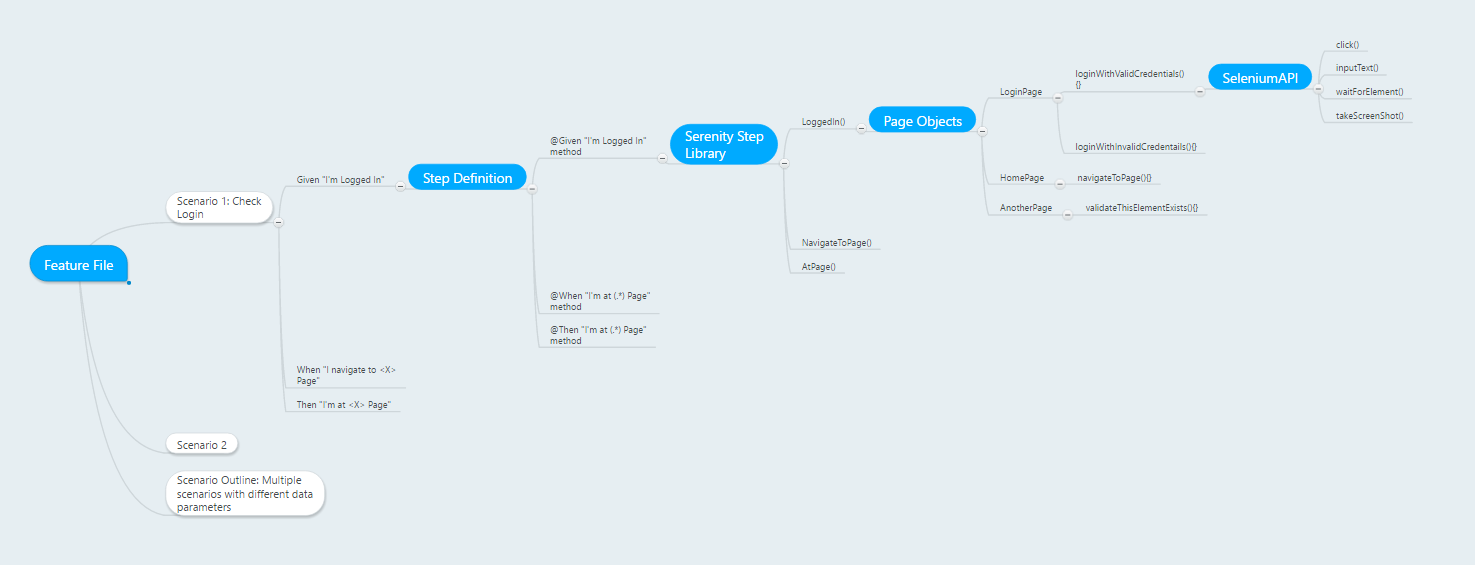 Feature File
Scenario 1: Check
Login
Given "I'm Logged In"
Step Definition
@Given "I'm Logged In"
method
Serenity Step
Library
LoggedIn()
Page Objects
LoginPage
loginWithValidCredentials()
{}
SeleniumAPI
click()
inputText()
waitForElement()
takeScreenShot()
loginWithInvalidCredentails(){}
HomePage
navigateToPage(){}
AnotherPage
validateThisElementExists(){}
NavigateToPage()
AtPage()
@When "I'm at (.*) Page"
method
@Then "I'm at (.*) Page"
method
When "I navigate to <X>
Page"
Then "I'm at <X> Page"
Scenario 2
Scenario Outline: Multiple
scenarios with different data
parameters